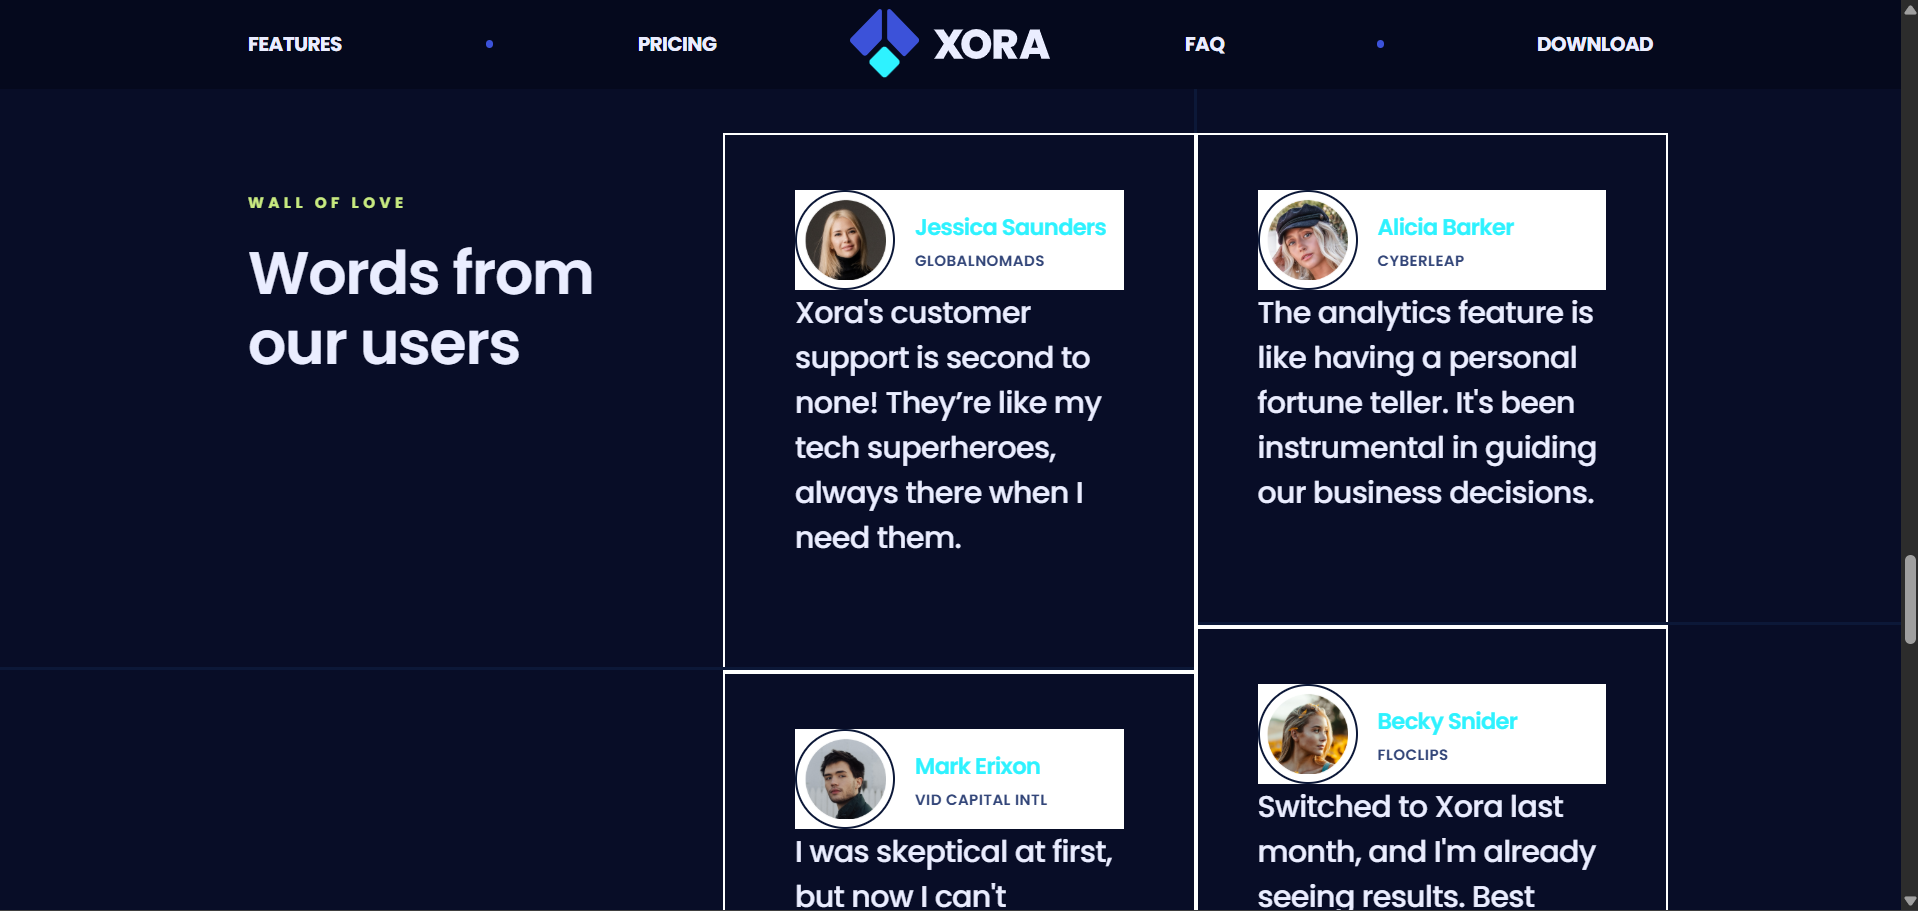 FEATURES
PRICING
XORA
FAQ
DOWNLOAD
WALL OF LOVE
Words from
our users
Jessica Saunders
GLOBALNOMADS
Xora's customer
support is second to
none! They’re like my
tech superheroes,
always there when I
need them.
Alicia Barker
CYBERLEAP
The analytics feature is
like having a personal
fortune teller. It's been
instrumental in guiding
our business decisions.
Mark Erixon
VID CAPITAL INTL
I was skeptical at first,
but now I can't
Becky Snider
FLOCLIPS
Switched to Xora last
month, and I'm already
seeing results. Best